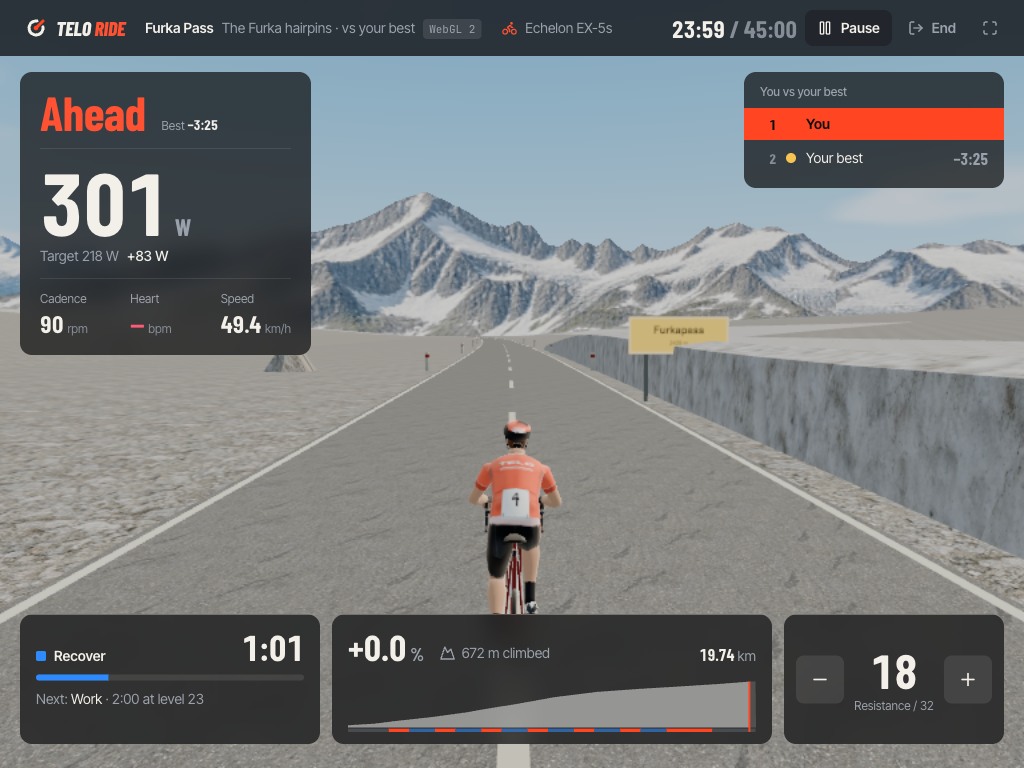 TELO RIDE Furka Pass The Furka hairpins · vs your best WebGL 2 Echelon EX-5s 23:59 / 45:00 Pause End
Ahead Best −3:25
301 W
Target 218 W +83 W
Cadence Heart Speed
90 rpm – bpm 49.4 km/h
You vs your best
1 You
2 Your best −3:25
Furkapass
TELO
Recover 1:01
Next: Work · 2:00 at level 23
+0.0 % 672 m climbed 19.74 km
− 18 +
Resistance / 32